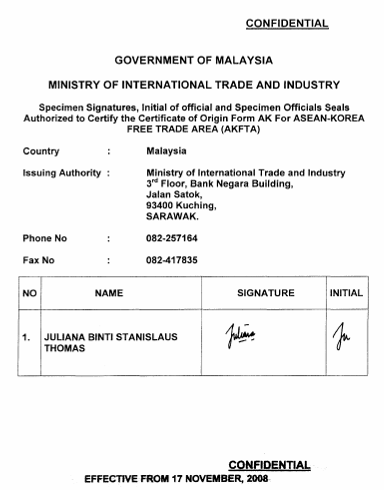 CONFIDENTIAL
GOVERNMENT OF MALAYSIA
MINISTRY OF INTERNATIONAL TRADE AND INDUSTRY
Specimen Signatures, Initial of official and Specimen Officials Seals
Authorized to Certify the Certificate of Origin Form AK For ASEAN-KOREA
FREE TRADE AREA (AKFTA)
Country : Malaysia
Issuing Authority : Ministry of International Trade and Industry
3rd Floor, Bank Negara Building,
Jalan Satok,
93400 Kuching,
SARAWAK.
Phone No : 082-257164
Fax No : 082-417835
NO NAME SIGNATURE INITIAL
1. JULIANA BINTI STANISLAUS Juliana Ju
THOMAS
CONFIDENTIAL
EFFECTIVE FROM 17 NOVEMBER, 2008